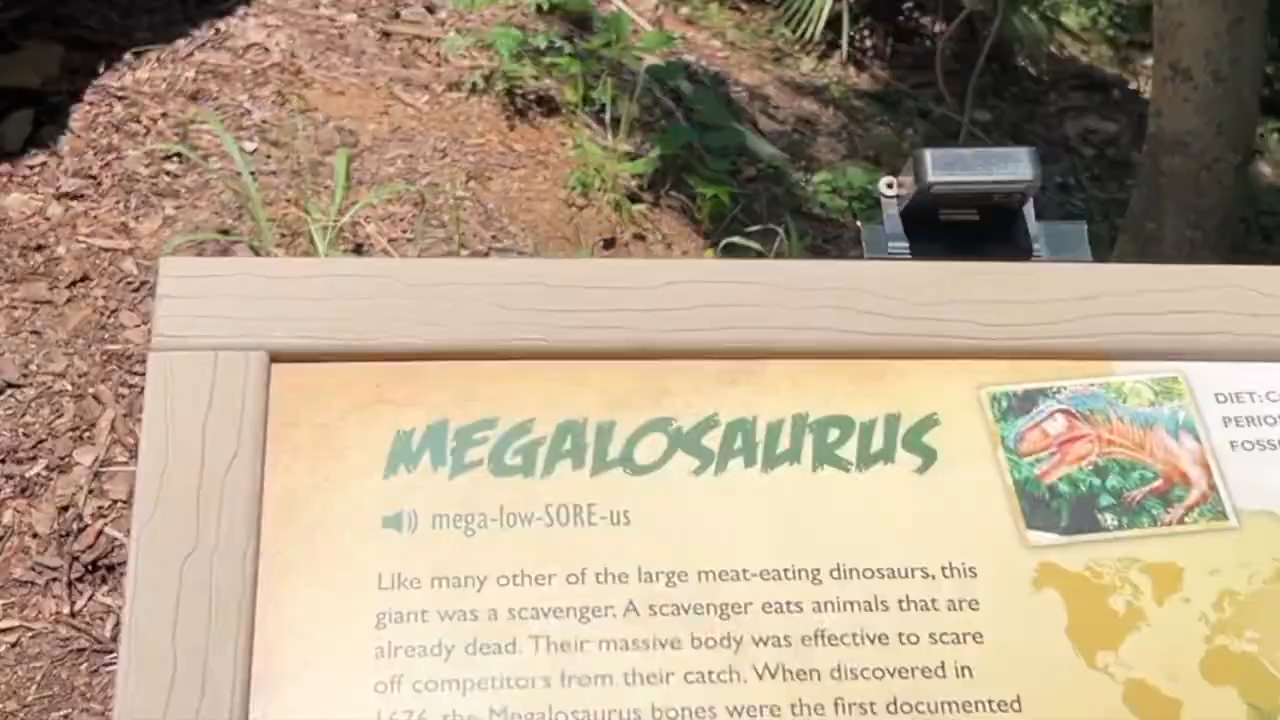 MEGALOSAURUS
mega-low-SORE-us
Like many other of the large meat-eating dinosaurs, this
giant was a scavenger. A scavenger eats animals that are
already dead. Their massive body was effective to scare
off competitors from their catch. When discovered in
1676, the Megalosaurus bones were the first documented
DIET: C
PERIO
FOSS